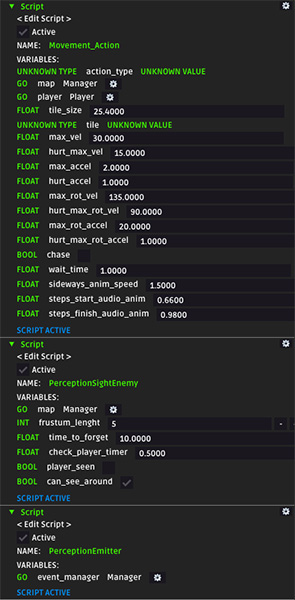 Script
< Edit Script >
Active
NAME: Movement_Action
VARIABLES:
UNKNOWN TYPE action_type UNKNOWN VALUE
GO map Manager
GO player Player
FLOAT tile_size 25.4000
UNKNOWN TYPE tile UNKNOWN VALUE
FLOAT max_vel 30.0000
FLOAT hurt_max_vel 15.0000
FLOAT max_accel 2.0000
FLOAT hurt_accel 1.0000
FLOAT max_rot_vel 135.0000
FLOAT hurt_max_rot_vel 90.0000
FLOAT max_rot_accel 20.0000
FLOAT hurt_max_rot_accel 1.0000
BOOL chase
FLOAT wait_time 1.0000
FLOAT sideways_anim_speed 1.5000
FLOAT steps_start_audio_anim 0.6600
FLOAT steps_finish_audio_anim 0.9800
SCRIPT ACTIVE
Script
< Edit Script >
Active
NAME: PerceptionSightEnemy
VARIABLES:
GO map Manager
INT frustum_lenght 5 - -
FLOAT time_to_forget 10.0000
FLOAT check_player_timer 0.5000
BOOL player_seen
BOOL can_see_around
SCRIPT ACTIVE
Script
< Edit Script >
Active
NAME: PerceptionEmitter
VARIABLES:
GO event_manager Manager
SCRIPT ACTIVE